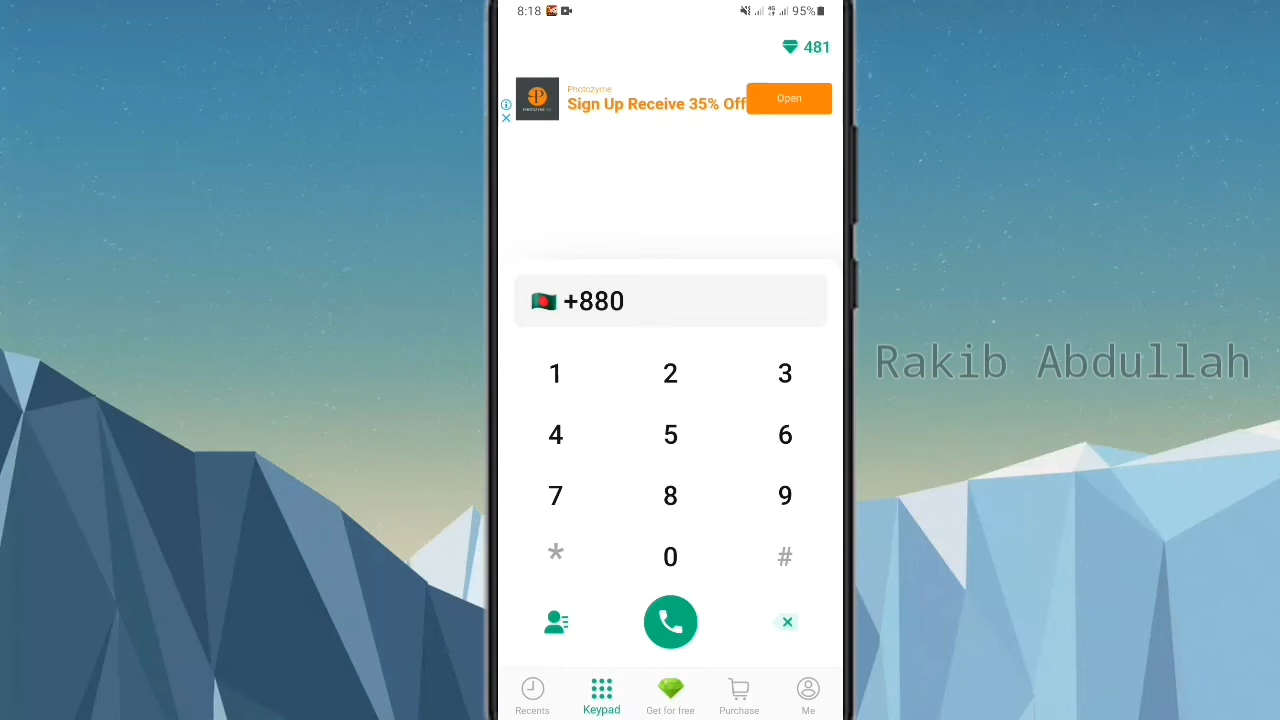 8:18
4G
95%
481
Photozyme
Sign Up Receive 35% Off
Open
+880
1 2 3
4 5 6
7 8 9
* 0 #
Recents Keypad Get for free Purchase Me
Rakib Abdullah